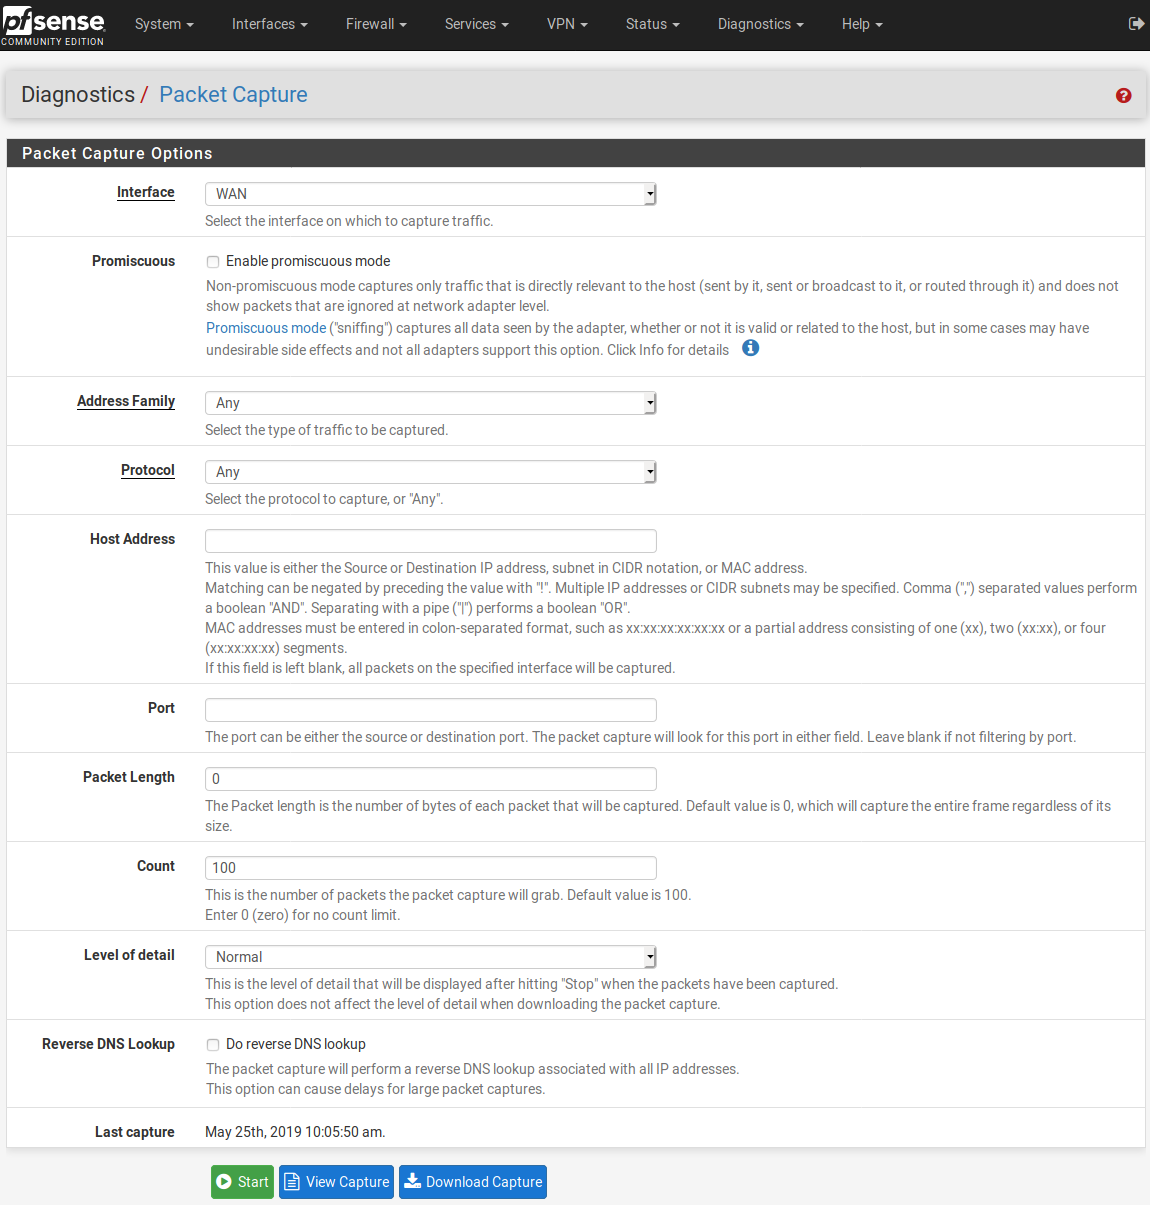 pfsense
COMMUNITY EDITION
System Interfaces Firewall Services VPN Status Diagnostics Help
Diagnostics / Packet Capture
Packet Capture Options
Interface
WAN
Select the interface on which to capture traffic.
Promiscuous
Enable promiscuous mode
Non-promiscuous mode captures only traffic that is directly relevant to the host (sent by it, sent or broadcast to it, or routed through it) and does not
show packets that are ignored at network adapter level.
Promiscuous mode ("sniffing") captures all data seen by the adapter, whether or not it is valid or related to the host, but in some cases may have
undesirable side effects and not all adapters support this option. Click Info for details
Address Family
Any
Select the type of traffic to be captured.
Protocol
Any
Select the protocol to capture, or "Any".
Host Address
This value is either the Source or Destination IP address, subnet in CIDR notation, or MAC address.
Matching can be negated by preceding the value with "!". Multiple IP addresses or CIDR subnets may be specified. Comma (",") separated values perform
a boolean "AND". Separating with a pipe ("|") performs a boolean "OR".
MAC addresses must be entered in colon-separated format, such as xx:xx:xx:xx:xx:xx or a partial address consisting of one (xx), two (xx:xx), or four
(xx:xx:xx:xx) segments.
If this field is left blank, all packets on the specified interface will be captured.
Port
The port can be either the source or destination port. The packet capture will look for this port in either field. Leave blank if not filtering by port.
Packet Length
0
The Packet length is the number of bytes of each packet that will be captured. Default value is 0, which will capture the entire frame regardless of its
size.
Count
100
This is the number of packets the packet capture will grab. Default value is 100.
Enter 0 (zero) for no count limit.
Level of detail
Normal
This is the level of detail that will be displayed after hitting "Stop" when the packets have been captured.
This option does not affect the level of detail when downloading the packet capture.
Reverse DNS Lookup
Do reverse DNS lookup
The packet capture will perform a reverse DNS lookup associated with all IP addresses.
This option can cause delays for large packet captures.
Last capture
May 25th, 2019 10:05:50 am.
Start View Capture Download Capture